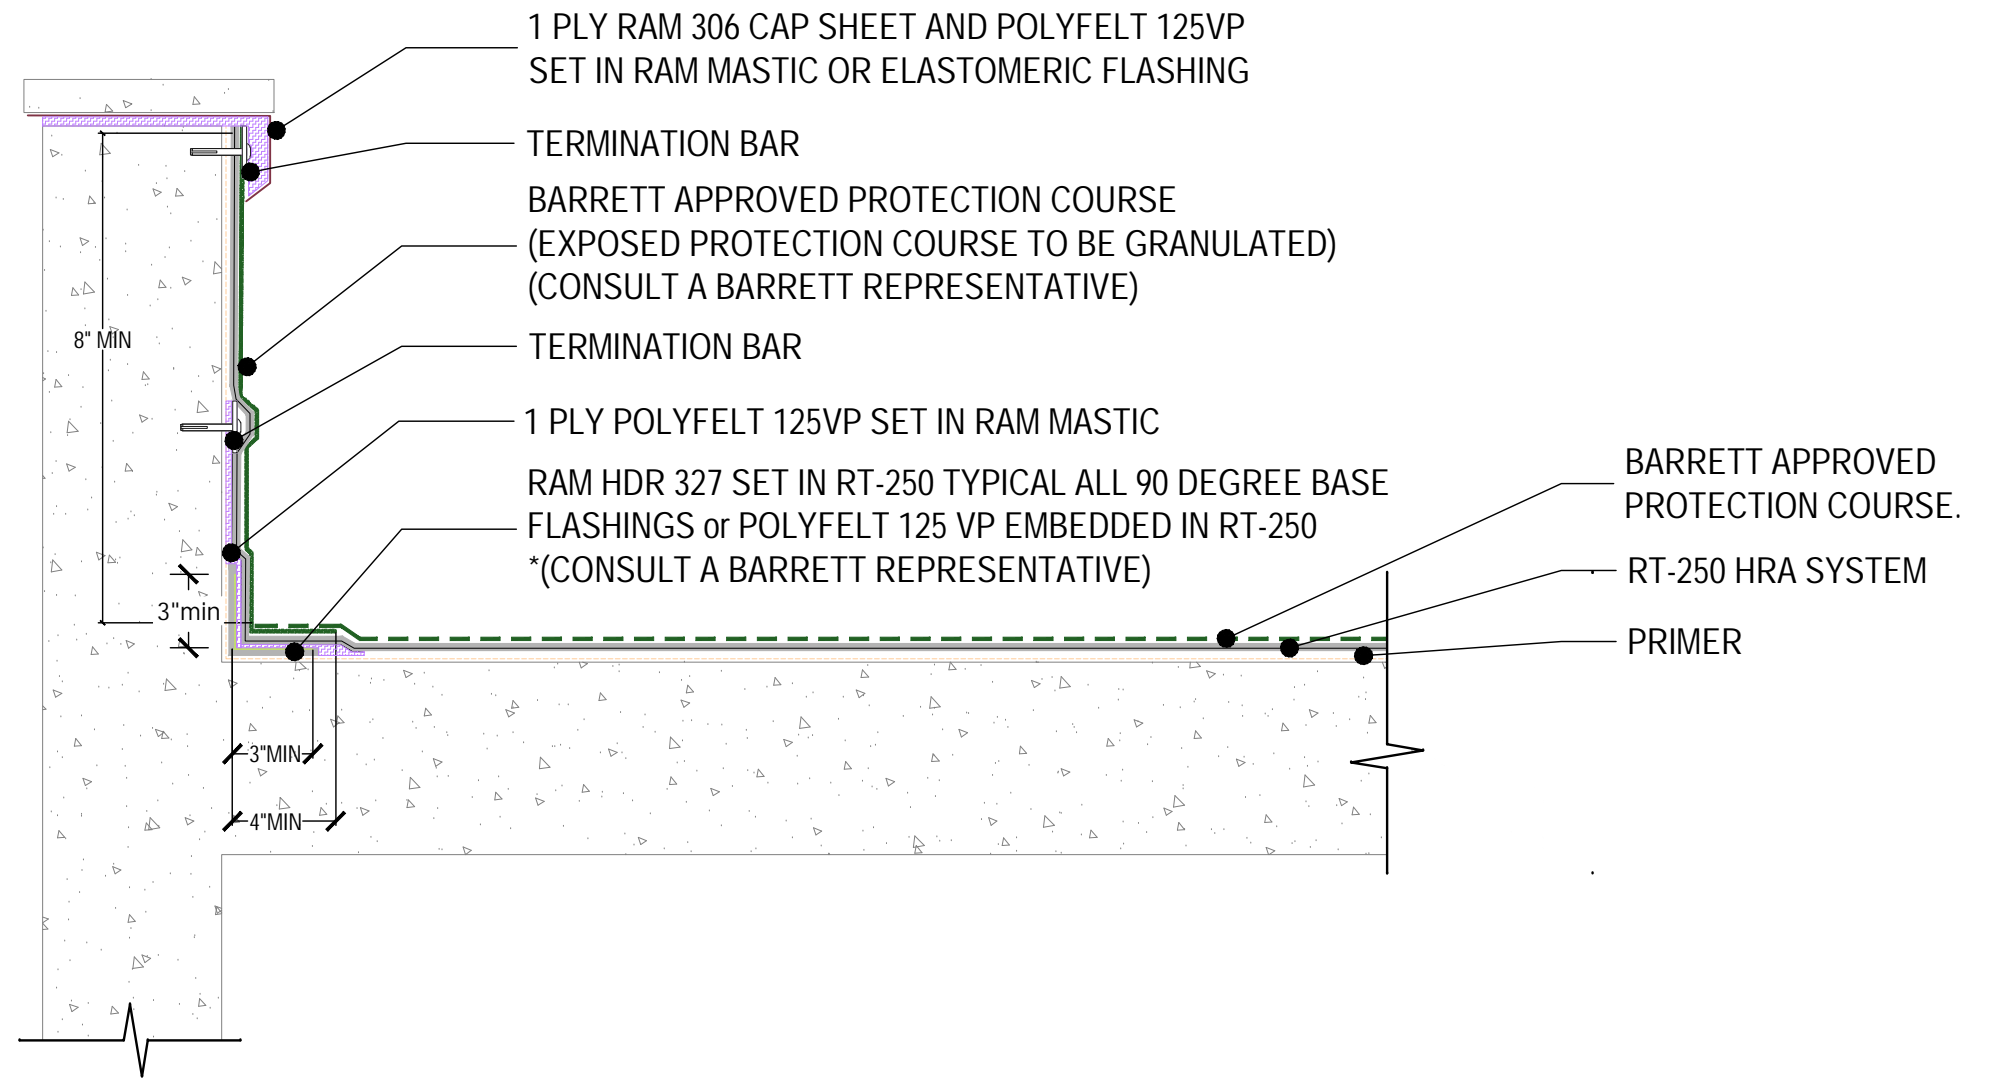 1 PLY RAM 306 CAP SHEET AND POLYFELT 125VP
SET IN RAM MASTIC OR ELASTOMERIC FLASHING
TERMINATION BAR
BARRETT APPROVED PROTECTION COURSE
(EXPOSED PROTECTION COURSE TO BE GRANULATED)
(CONSULT A BARRETT REPRESENTATIVE)
8" MIN
TERMINATION BAR
1 PLY POLYFELT 125VP SET IN RAM MASTIC
RAM HDR 327 SET IN RT-250 TYPICAL ALL 90 DEGREE BASE
FLASHINGS or POLYFELT 125 VP EMBEDDED IN RT-250
*(CONSULT A BARRETT REPRESENTATIVE)
BARRETT APPROVED
PROTECTION COURSE.
RT-250 HRA SYSTEM
PRIMER
3"min
3"MIN
4"MIN